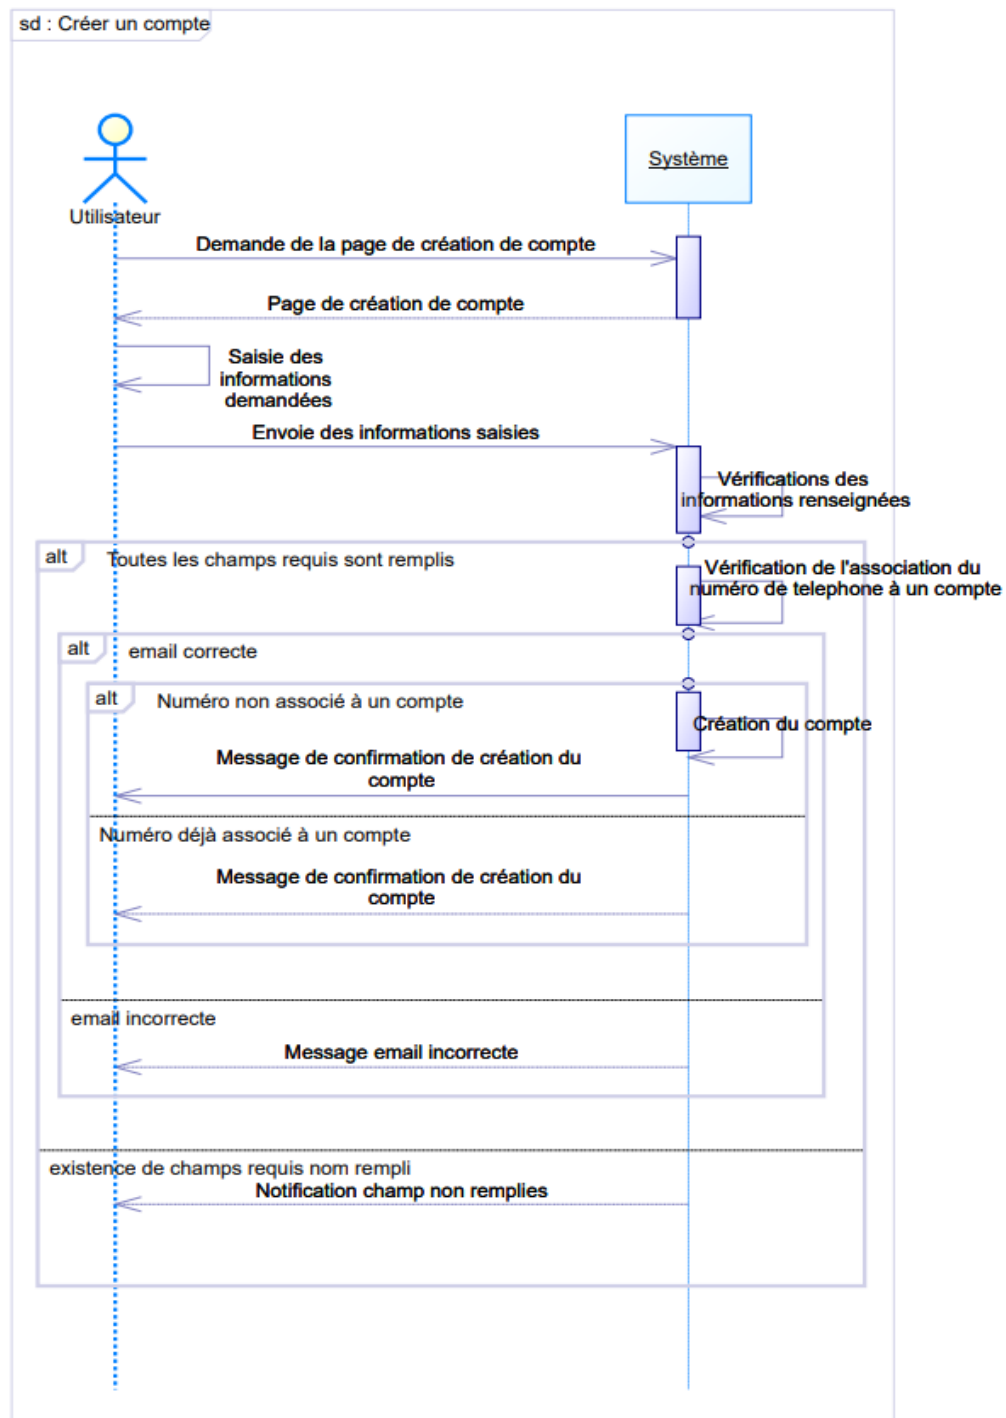 sd : Créer un compte
Système
Utilisateur
Demande de la page de création de compte
Page de création de compte
Saisie des
informations
demandées
Envoie des informations saisies
Vérifications des
informations renseignées
alt
Toutes les champs requis sont remplis
Vérification de l'association du
numéro de telephone à un compte
alt
email correcte
alt
Numéro non associé à un compte
Création du compte
Message de confirmation de création du
compte
Numéro déjà associé à un compte
Message de confirmation de création du
compte
email incorrecte
Message email incorrecte
existence de champs requis nom rempli
Notification champ non remplies